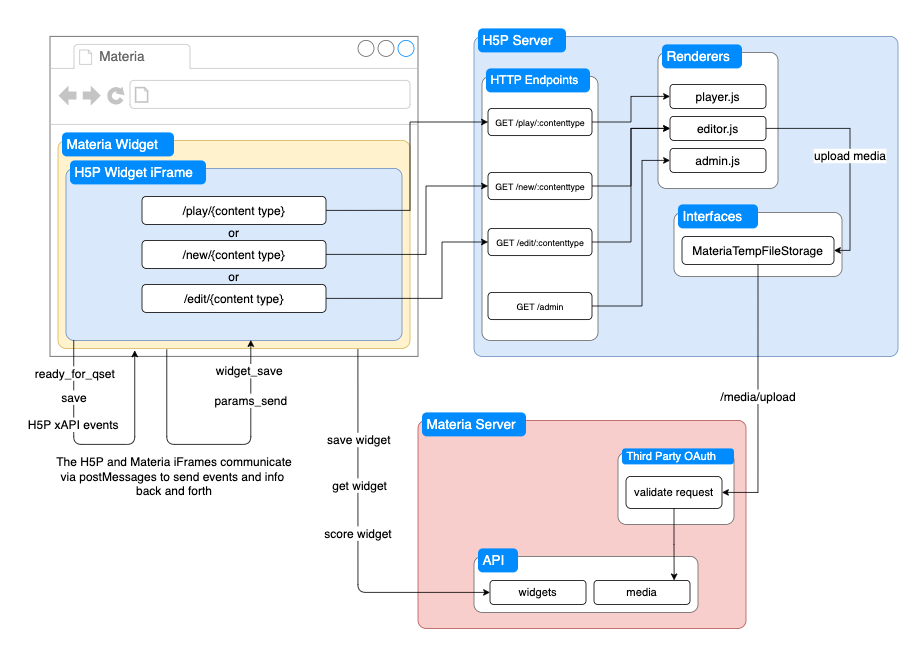 Materia
Materia Widget
H5P Widget iFrame
/play/{content type}
or
/new/{content type}
or
/edit/{content type}
ready_for_qset
save
H5P xAPI events
widget_save
params_send
The H5P and Materia iFrames communicate
via postMessages to send events and info
back and forth
save widget
get widget
score widget
H5P Server
HTTP Endpoints
GET /play/:contenttype
GET /new/:contenttype
GET /edit/:contenttype
GET /admin
Renderers
player.js
editor.js
admin.js
upload media
Interfaces
MateriaTempFileStorage
/media/upload
Materia Server
Third Party OAuth
validate request
API
widgets
media